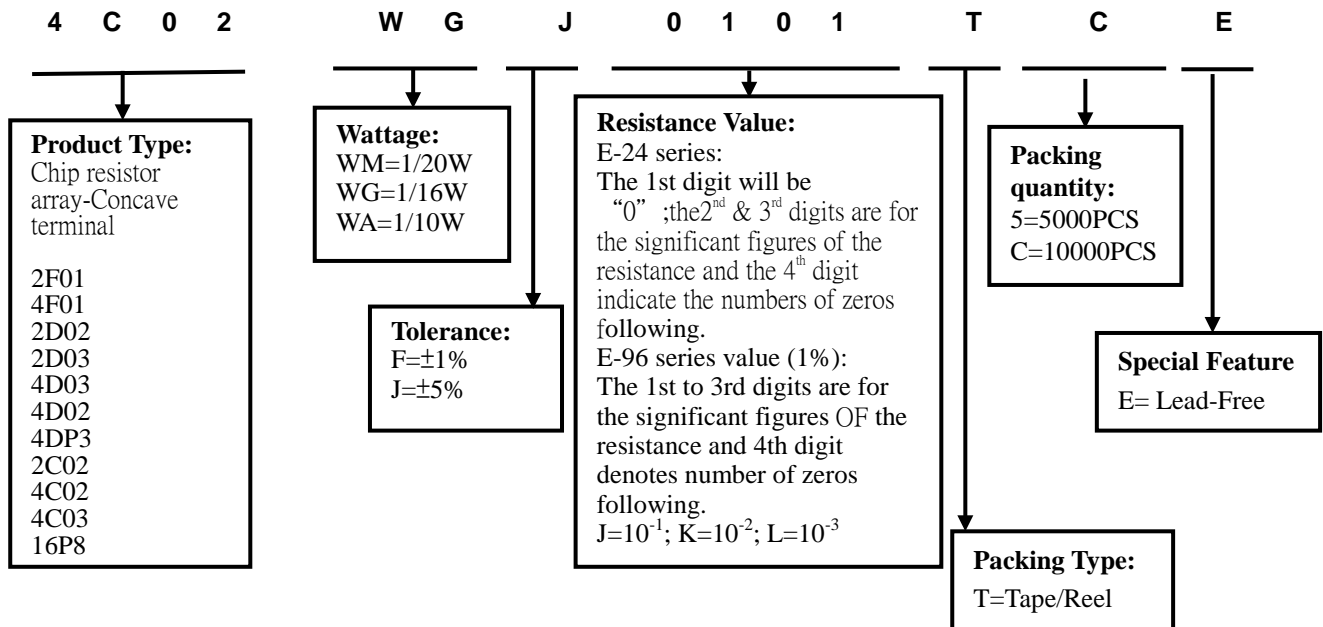 4 C 0 2 W G J 0 1 0 1 T C E
Product Type:
Chip resistor
array-Concave
terminal
2F01
4F01
2D02
2D03
4D03
4D02
4DP3
2C02
4C02
4C03
16P8
Wattage:
WM=1/20W
WG=1/16W
WA=1/10W
Tolerance:
F=±1%
J=±5%
Resistance Value:
E-24 series:
The 1st digit will be
“0” ;the2nd & 3rd digits are for
the significant figures of the
resistance and the 4th digit
indicate the numbers of zeros
following.
E-96 series value (1%):
The 1st to 3rd digits are for
the significant figures OF the
resistance and 4th digit
denotes number of zeros
following.
J=10-1; K=10-2; L=10-3
Packing
quantity:
5=5000PCS
C=10000PCS
Special Feature
E= Lead-Free
Packing Type:
T=Tape/Reel